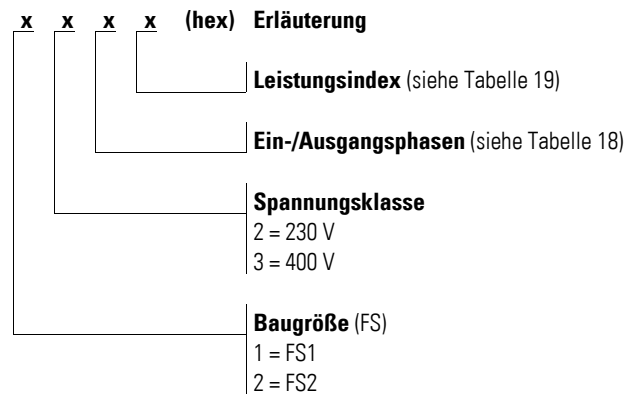 x x x x (hex) Erläuterung
Leistungsindex (siehe Tabelle 19)
Ein-/Ausgangsphasen (siehe Tabelle 18)
Spannungsklasse
2 = 230 V
3 = 400 V
Baugröße (FS)
1 = FS1
2 = FS2